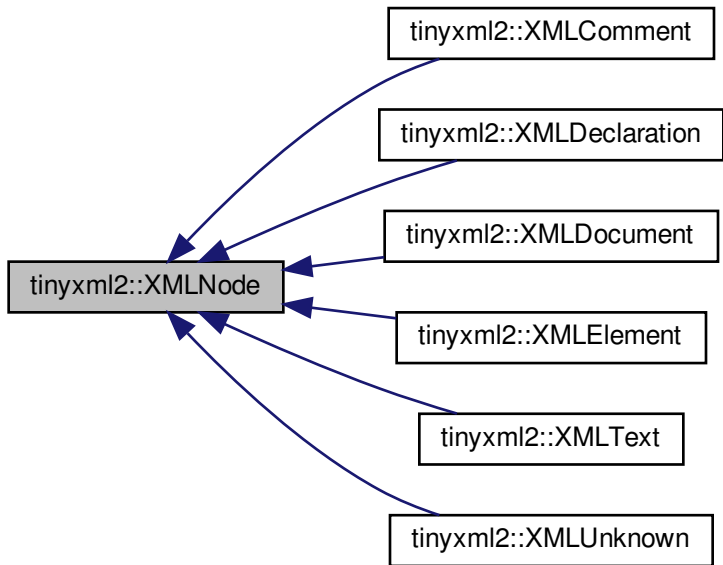 tinyxml2::XMLComment
tinyxml2::XMLDeclaration
tinyxml2::XMLDocument
tinyxml2::XMLNode
tinyxml2::XMLElement
tinyxml2::XMLText
tinyxml2::XMLUnknown